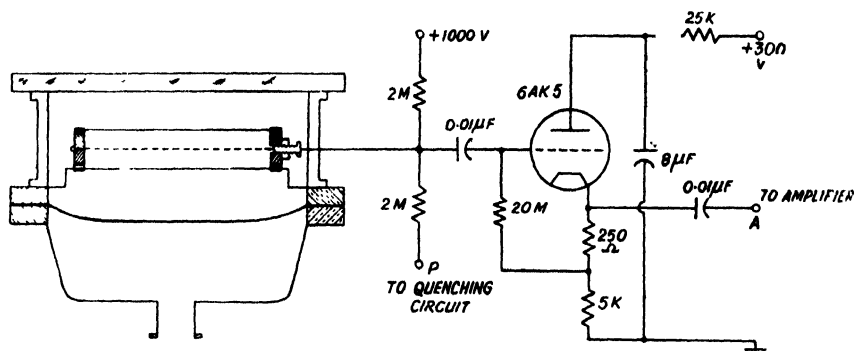 25K
+1000 V
+300
V
6AK5
2M
0·01µF
8µF
0·01µF
TO AMPLIFIER
A
2M
20M
250
Ω
P
TO QUENCHING
CIRCUIT
5K